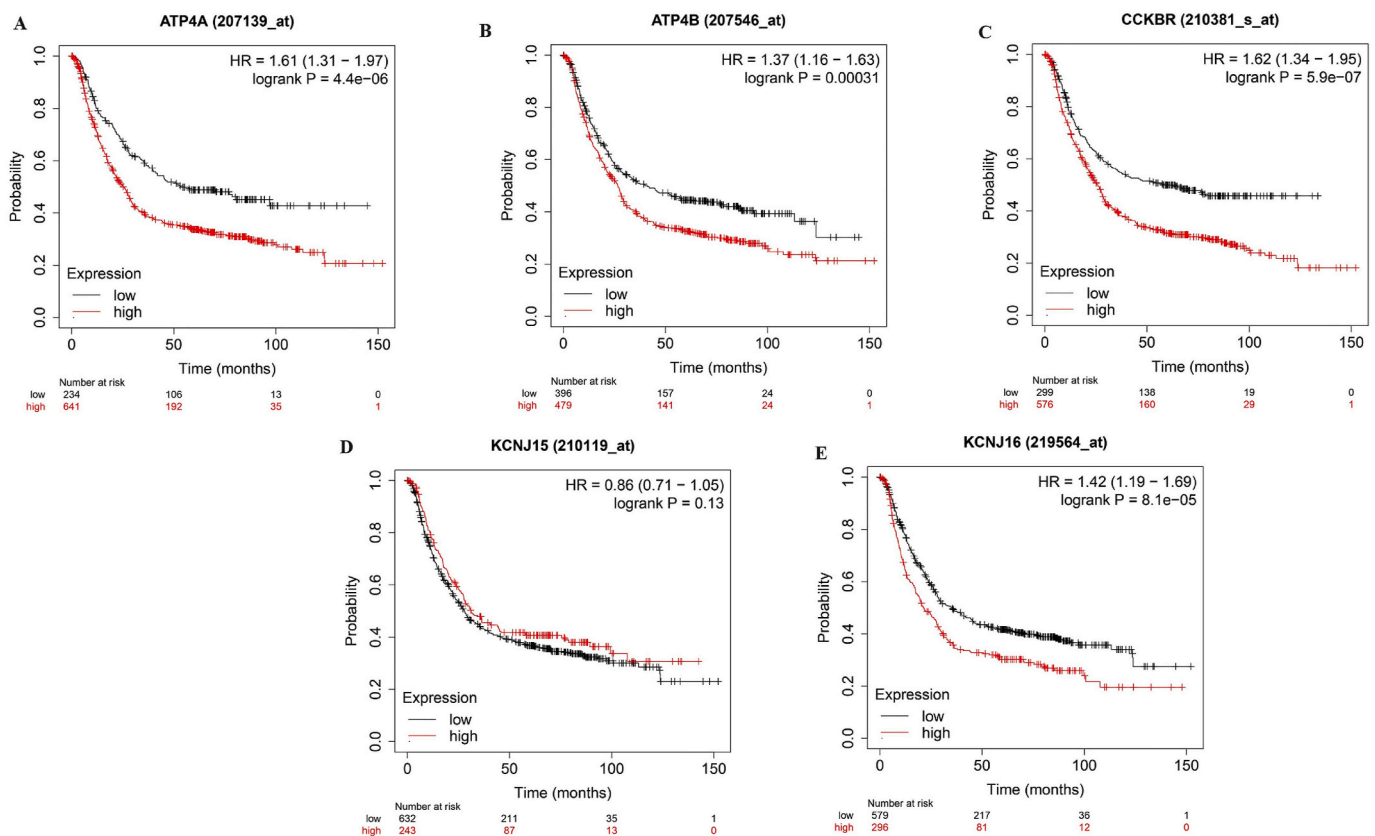 A
ATP4A (207139_at)
HR = 1.61 (1.31 − 1.97)
logrank P = 4.4e−06
Probability
1.0
0.8
0.6
0.4
0.2
0.0
Expression
low
high
0 50 100 150
Time (months)
Number at risk
low 234 106 13 0
high 641 192 35 1
B
ATP4B (207546_at)
HR = 1.37 (1.16 − 1.63)
logrank P = 0.00031
Probability
1.0
0.8
0.6
0.4
0.2
0.0
Expression
low
high
0 50 100 150
Time (months)
Number at risk
low 396 157 24 0
high 479 141 24 1
C
CCKBR (210381_s_at)
HR = 1.62 (1.34 − 1.95)
logrank P = 5.9e−07
Probability
1.0
0.8
0.6
0.4
0.2
0.0
Expression
low
high
0 50 100 150
Time (months)
Number at risk
low 299 138 19 0
high 576 160 29 1
D
KCNJ15 (210119_at)
HR = 0.86 (0.71 − 1.05)
logrank P = 0.13
Probability
1.0
0.8
0.6
0.4
0.2
0.0
Expression
low
high
0 50 100 150
Time (months)
Number at risk
low 632 211 35 1
high 243 87 13 0
E
KCNJ16 (219564_at)
HR = 1.42 (1.19 − 1.69)
logrank P = 8.1e−05
Probability
1.0
0.8
0.6
0.4
0.2
0.0
Expression
low
high
0 50 100 150
Time (months)
Number at risk
low 579 217 36 1
high 296 81 12 0